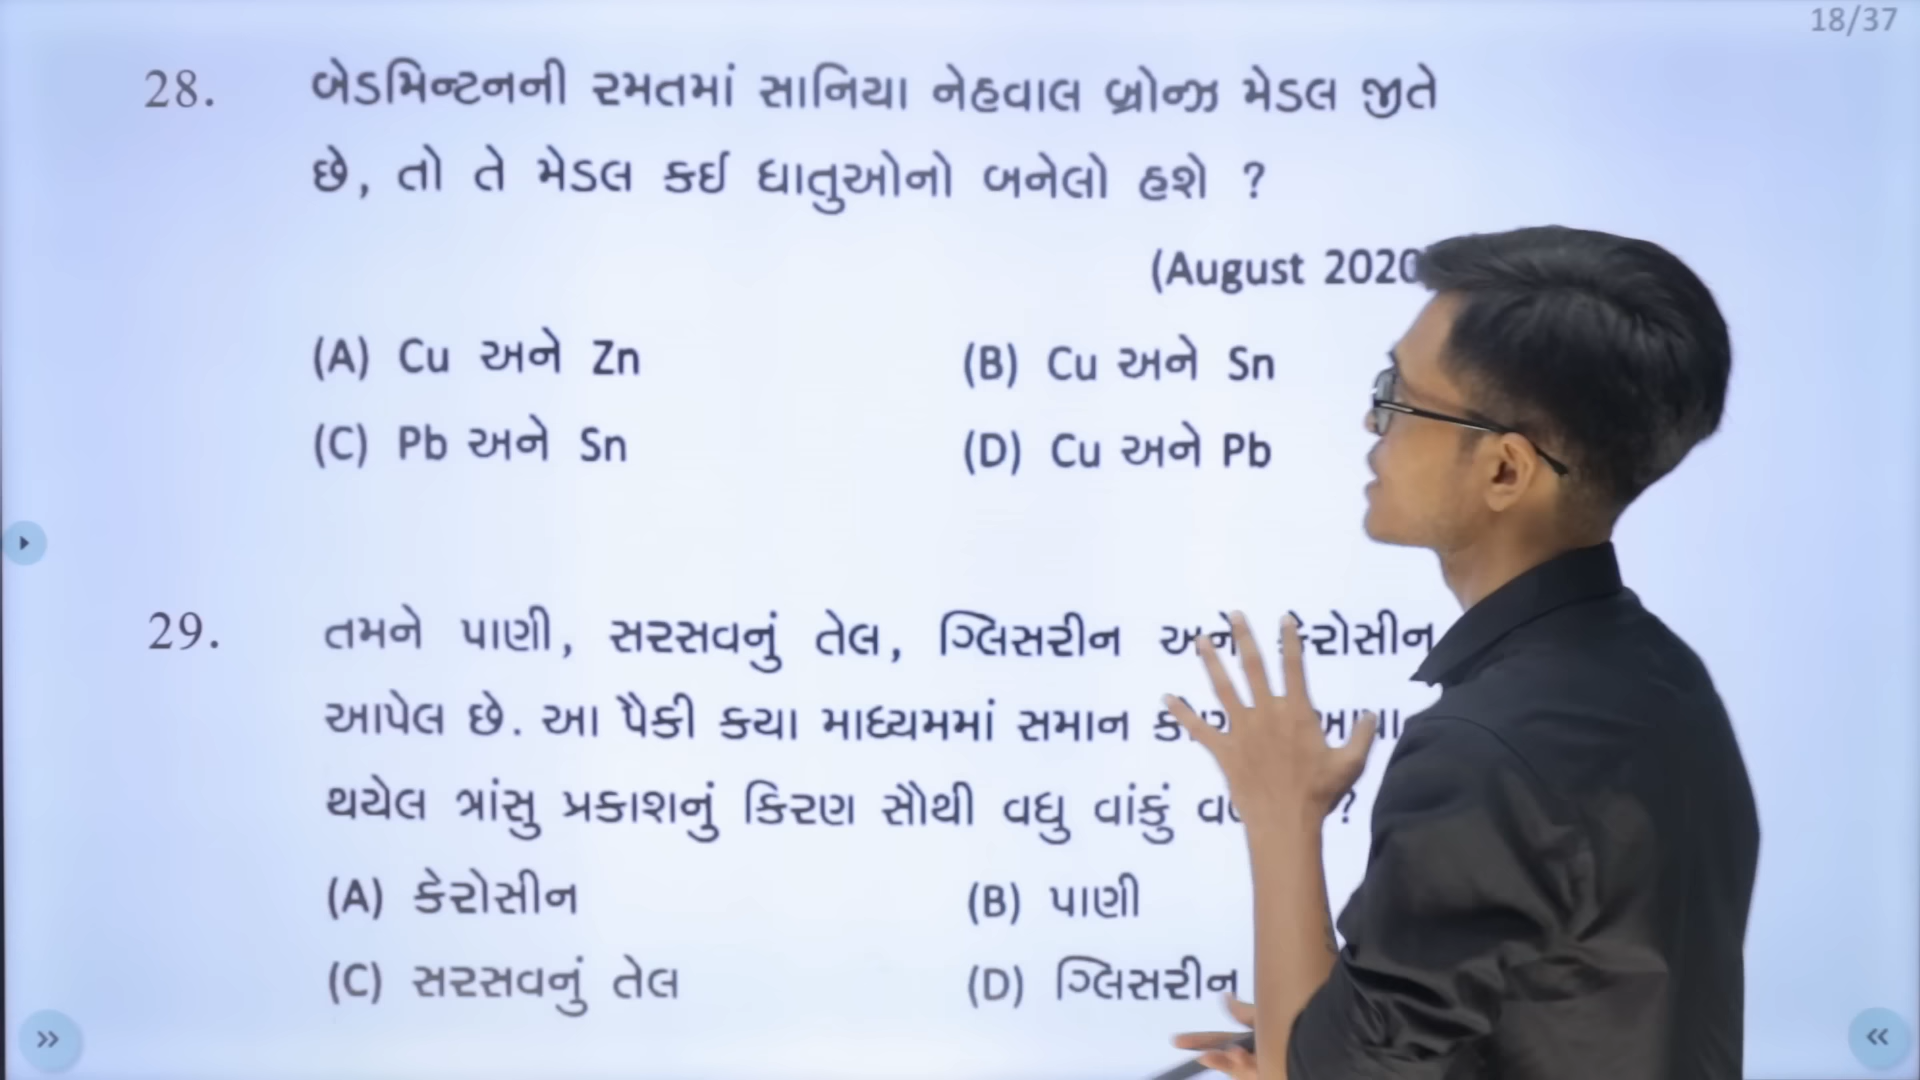 18/37
28. બેડમિન્ટનની રમતમાં સાનિયા નેહવાલ બ્રોન્ઝ મેડલ જીતે
છે, તો તે મેડલ કઈ ધાતુઓનો બનેલો હશે ?
(August 2020
(A) Cu અને Zn (B) Cu અને Sn
(C) Pb અને Sn (D) Cu અને Pb
29. તમને પાણી, સરસવનું તેલ, ગ્લિસરીન અને કેરોસીન
આપેલ છે. આ પૈકી કયા માધ્યમમાં સમાન
થયેલ ત્રાંસુ પ્રકાશનું કિરણ સૌથી વધુ વાંકું ?
(A) કેરોસીન (B) પાણી
(C) સરસવનું તેલ (D) ગ્લિસરીન